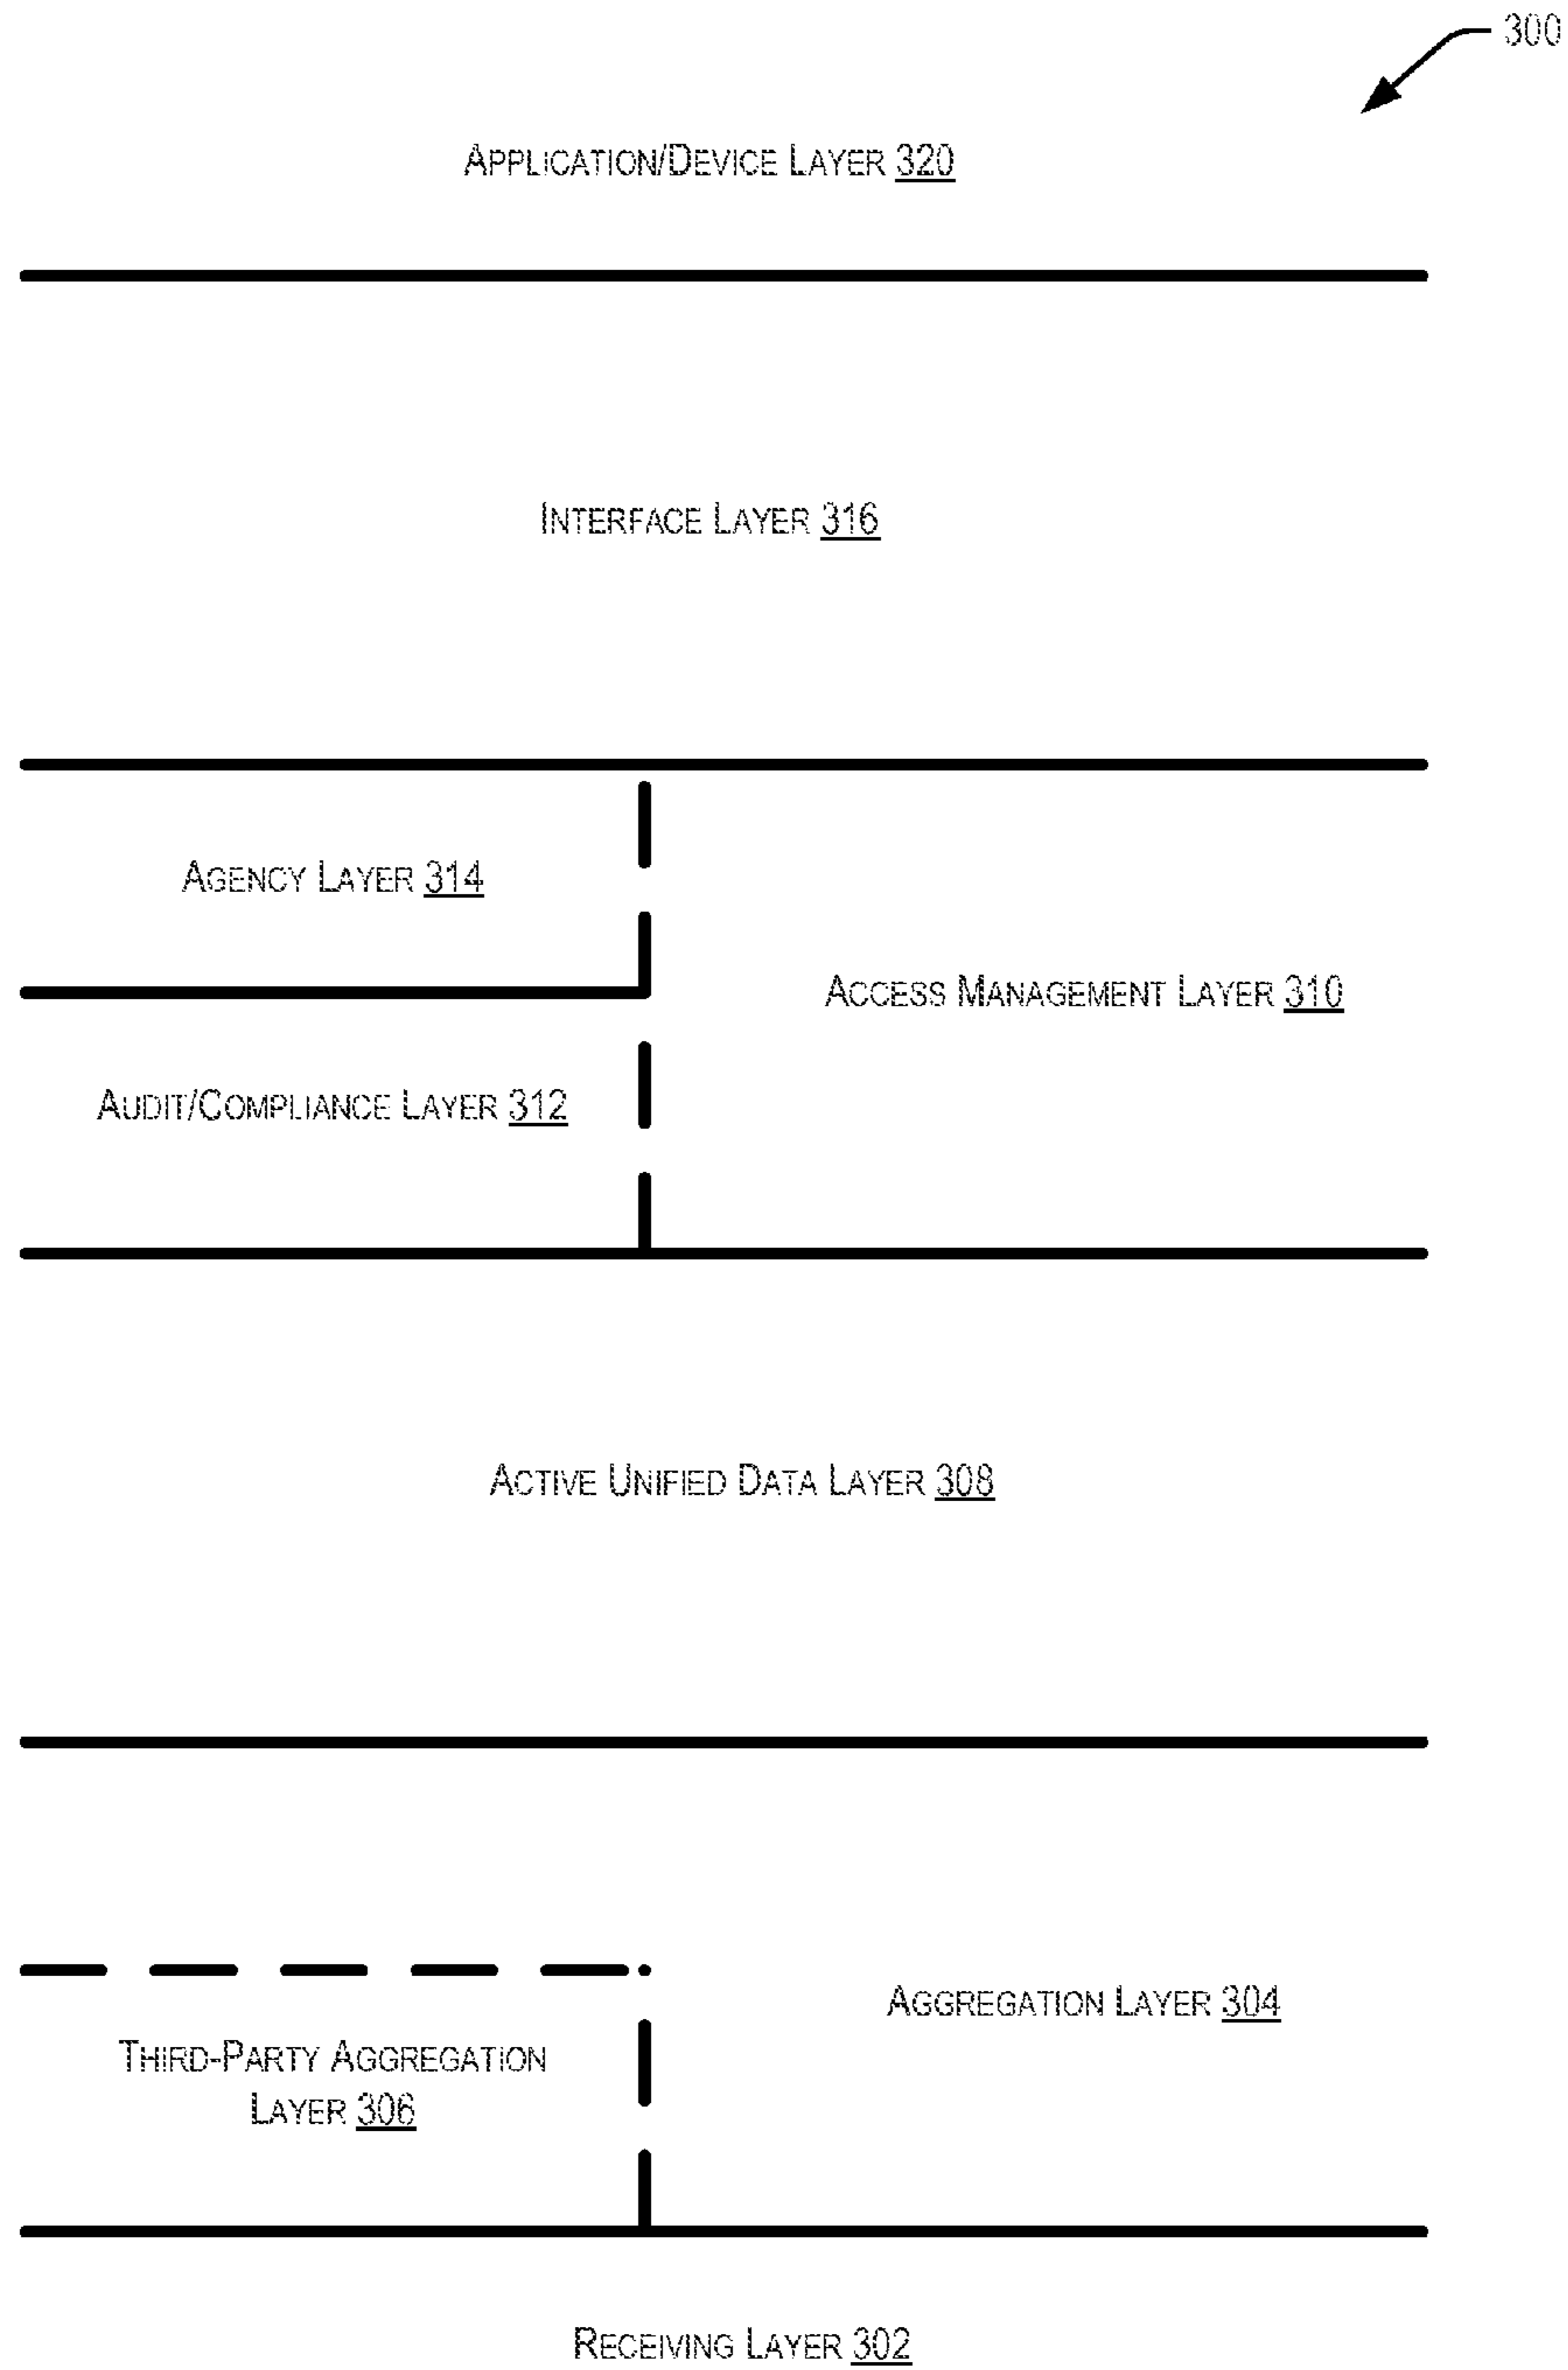 300
APPLICATION/DEVICE LAYER 320
INTERFACE LAYER 316
AGENCY LAYER 314
ACCESS MANAGEMENT LAYER 310
AUDIT/COMPLIANCE LAYER 312
ACTIVE UNIFIED DATA LAYER 308
AGGREGATION LAYER 304
THIRD-PARTY AGGREGATION
LAYER 306
RECEIVING LAYER 302